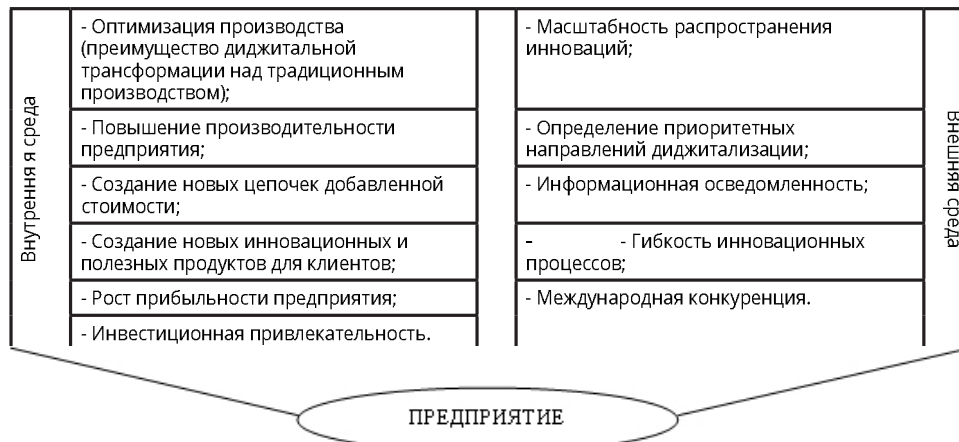 Внутрення я среда
- Оптимизация производства
(преимущество диджитальной
трансформации над традиционным
производством);
- Повышение производительности
предприятия;
- Создание новых цепочек добавленной
стоимости;
- Создание новых инновационных и
полезных продуктов для клиентов;
- Рост прибыльности предприятия;
- Инвестиционная привлекательность.
- Масштабность распространения
инноваций;
- Определение приоритетных
направлений диджитализации;
- Информационная осведомленность;
- - Гибкость инновационных
процессов;
- Международная конкуренция.
Внешняя среда
ПРЕДПРИЯТИЕ